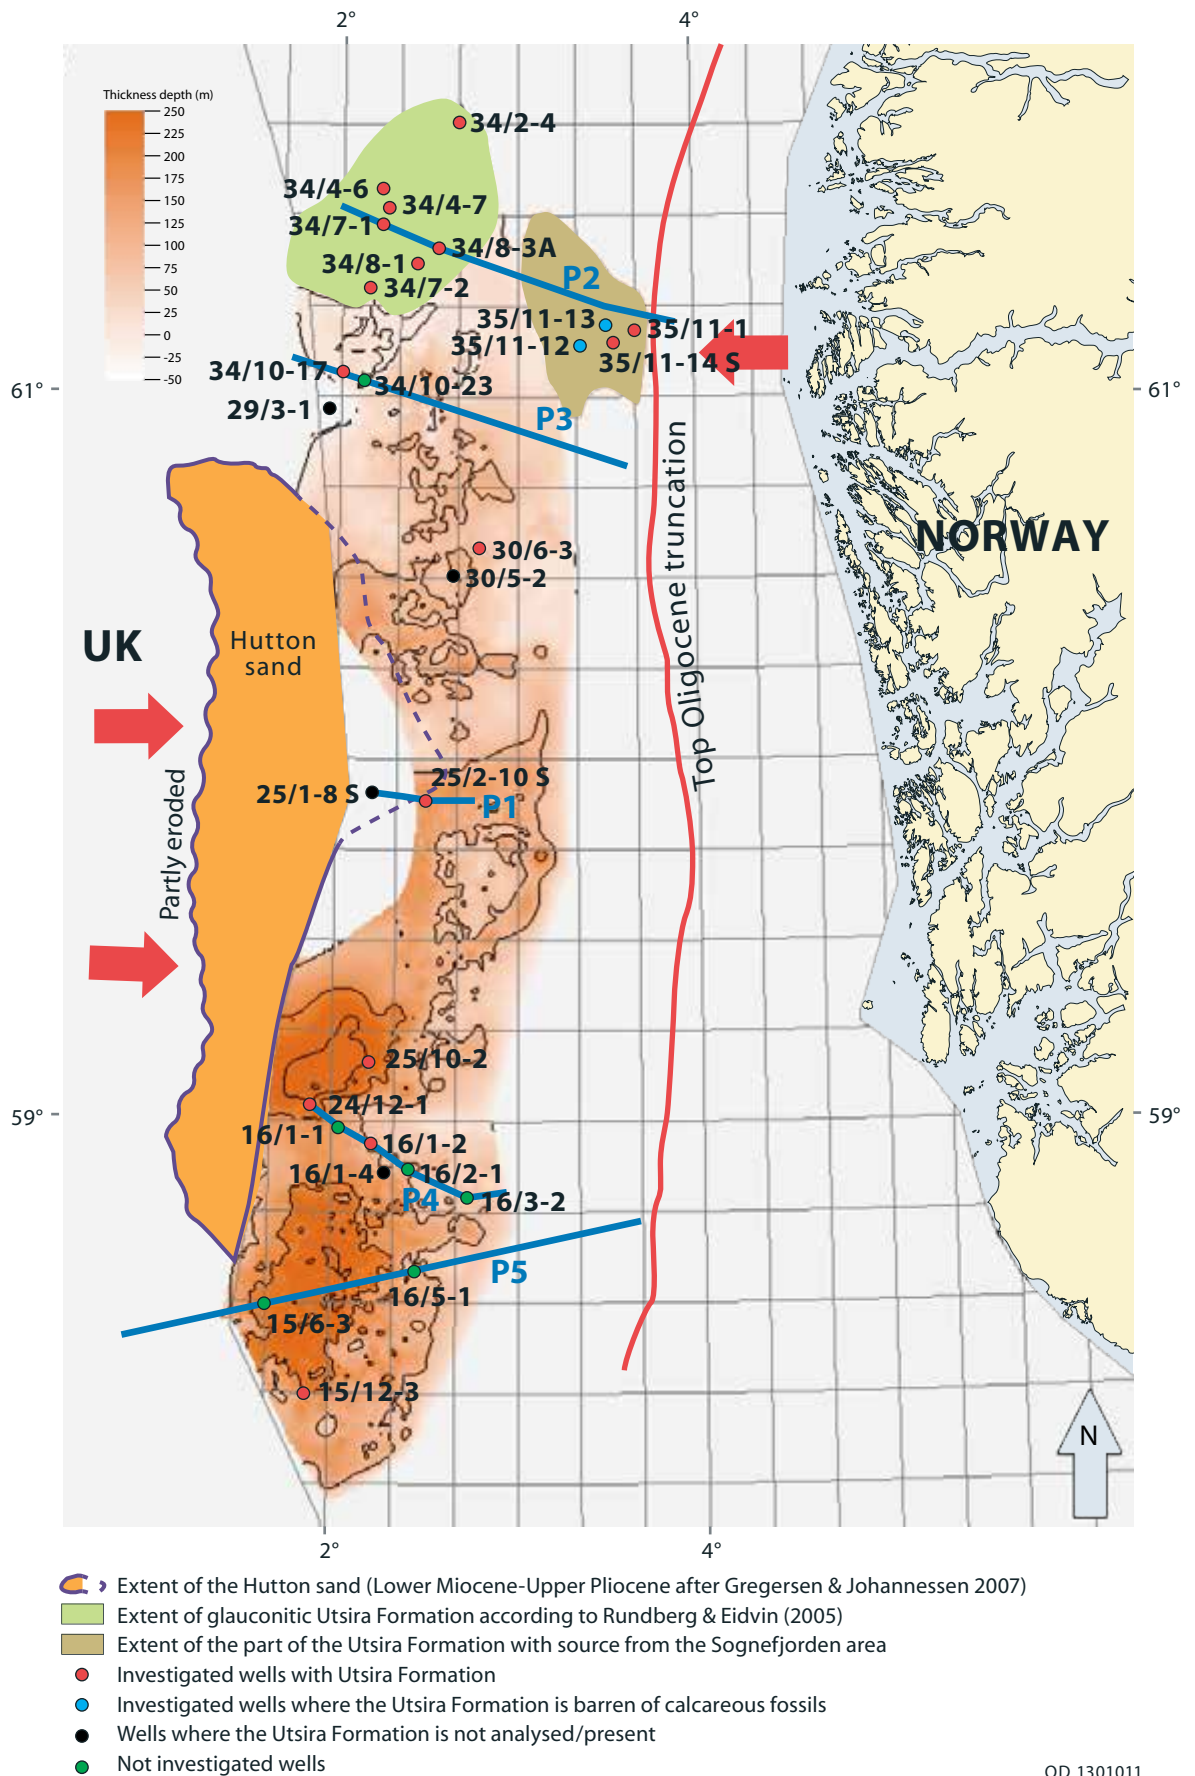 2°
4°
Thickness depth (m)
250
225
200
175
150
125
100
75
50
25
0
-25
-50
34/2-4
34/4-6
34/4-7
34/7-1
34/8-3A
34/8-1
34/7-2
P2
35/11-13
35/11-1
35/11-12
35/11-14 S
34/10-17
34/10-23
61°
61°
29/3-1
P3
Top Oligocene truncation
NORWAY
30/6-3
30/5-2
UK
Hutton
sand
25/2-10 S
25/1-8 S
P1
Partly eroded
25/10-2
24/12-1
59°
59°
16/1-1
16/1-2
16/1-4
16/2-1
P4
16/3-2
P5
16/5-1
15/6-3
15/12-3
N
2°
4°
Extent of the Hutton sand (Lower Miocene-Upper Pliocene after Gregersen & Johannessen 2007)
Extent of glauconitic Utsira Formation according to Rundberg & Eidvin (2005)
Extent of the part of the Utsira Formation with source from the Sognefjorden area
Investigated wells with Utsira Formation
Investigated wells where the Utsira Formation is barren of calcareous fossils
Wells where the Utsira Formation is not analysed/present
Not investigated wells
OD 1301011